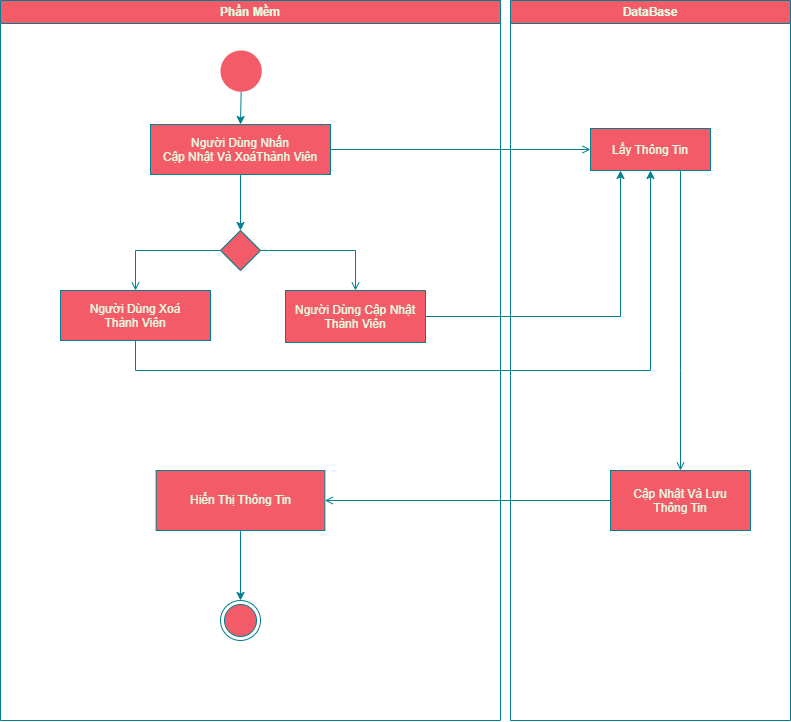 Phần Mềm
DataBase
Người Dùng Nhấn
Cập Nhật Và XoáThành Viên
Lấy Thông Tin
Người Dùng Xoá
Thành Viên
Người Dùng Cập Nhật
Thành Viên
Hiển Thị Thông Tin
Cập Nhật Và Lưu
Thông Tin